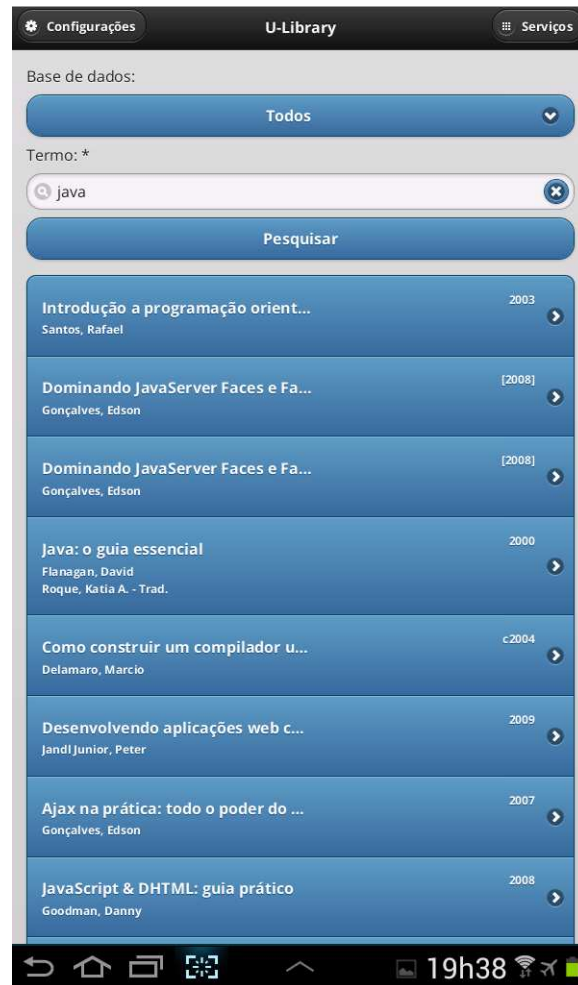 Configurações
U-Library
Serviços
Base de dados:
Todos
Termo: *
java
Pesquisar
Introdução a programação orient...
2003
Santos, Rafael
Dominando JavaServer Faces e Fa...
[2008]
Gonçalves, Edson
Dominando JavaServer Faces e Fa...
[2008]
Gonçalves, Edson
Java: o guia essencial
2000
Flanagan, David
Roque, Katia A. - Trad.
Como construir um compilador u...
c2004
Delamaro, Marcio
Desenvolvendo aplicações web c...
2009
Jandl Junior, Peter
Ajax na prática: todo o poder do ...
2007
Gonçalves, Edson
JavaScript & DHTML: guia prático
2008
Goodman, Danny
19h38